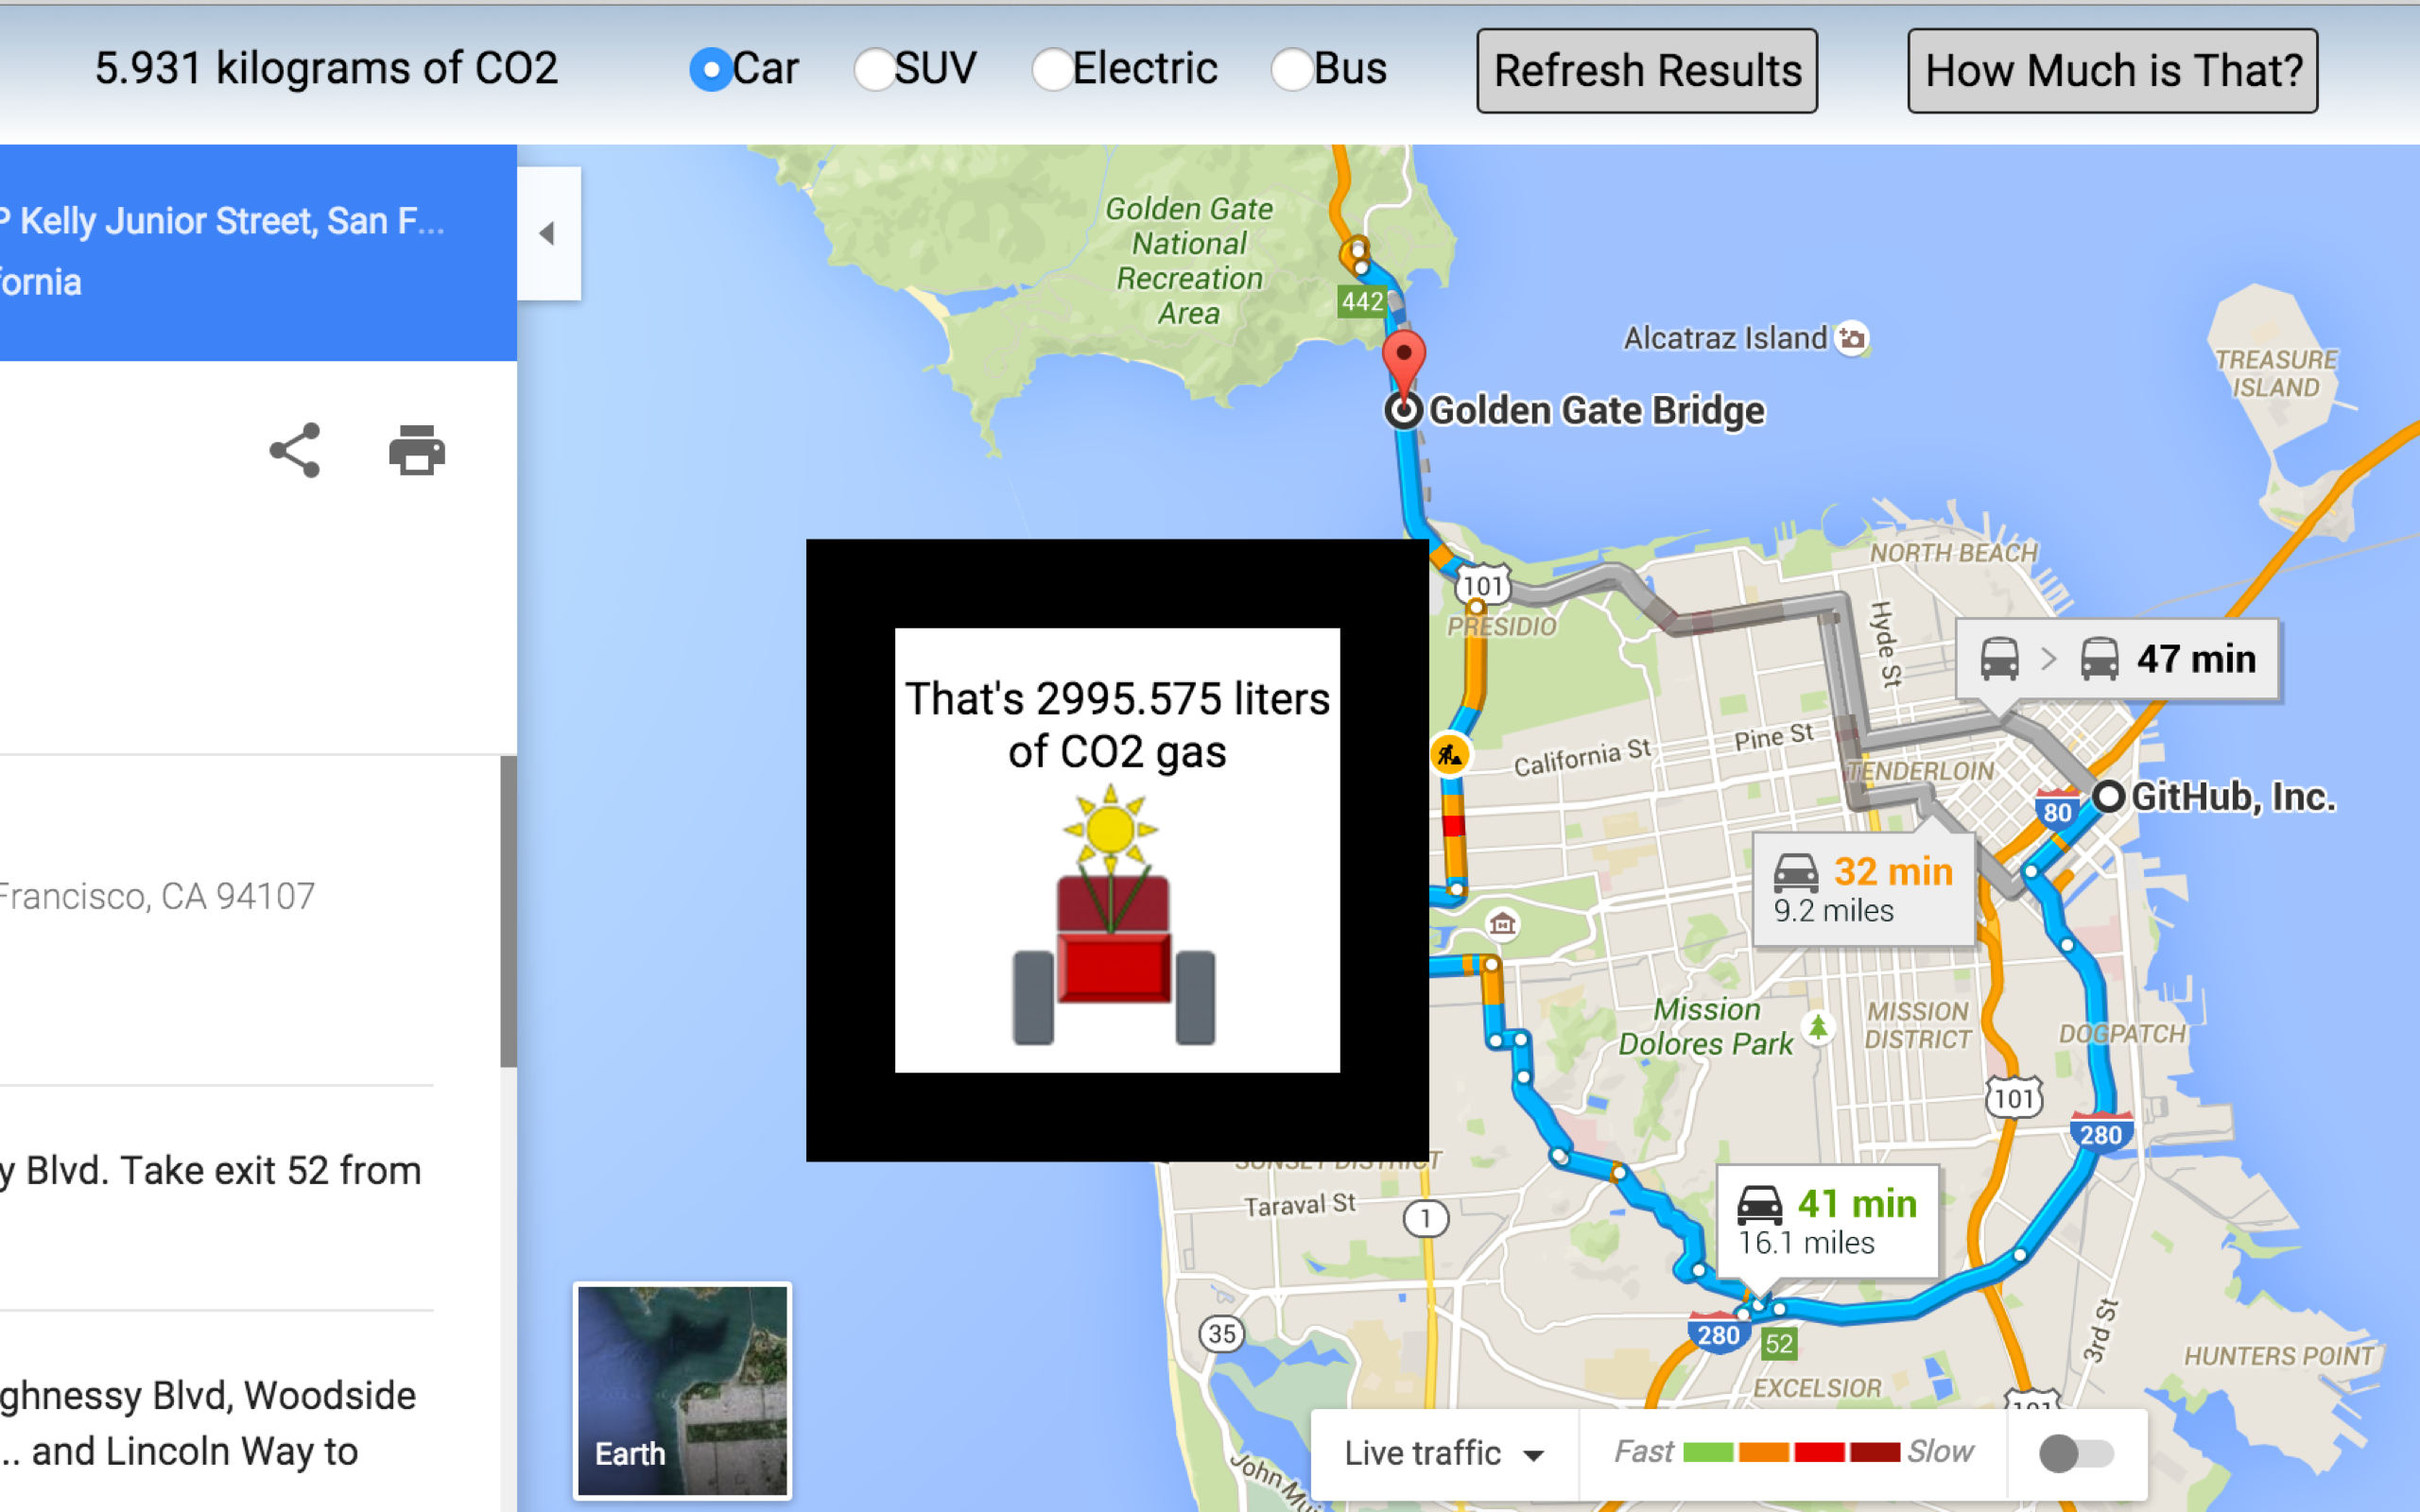 5.931 kilograms of CO2
Car
SUV
Electric
Bus
Refresh Results
How Much is That?
P Kelly Junior Street, San F...
fornia
Francisco, CA 94107
y Blvd. Take exit 52 from
ghnessy Blvd, Woodside
... and Lincoln Way to
Golden Gate
National
Recreation
Area
442
Alcatraz Island
TREASURE
ISLAND
Golden Gate Bridge
NORTH BEACH
101
PRESIDIO
Hyde St
> 47 min
That's 2995.575 liters
of CO2 gas
California St
Pine St
TENDERLOIN
80
GitHub, Inc.
32 min
9.2 miles
Mission
Dolores Park
MISSION
DISTRICT
DOGPATCH
101
280
SUNSET DISTRICT
Taraval St
1
41 min
16.1 miles
35
280
52
3rd St
HUNTERS POINT
EXCELSIOR
101
Earth
Live traffic
Fast
Slow
John Mui